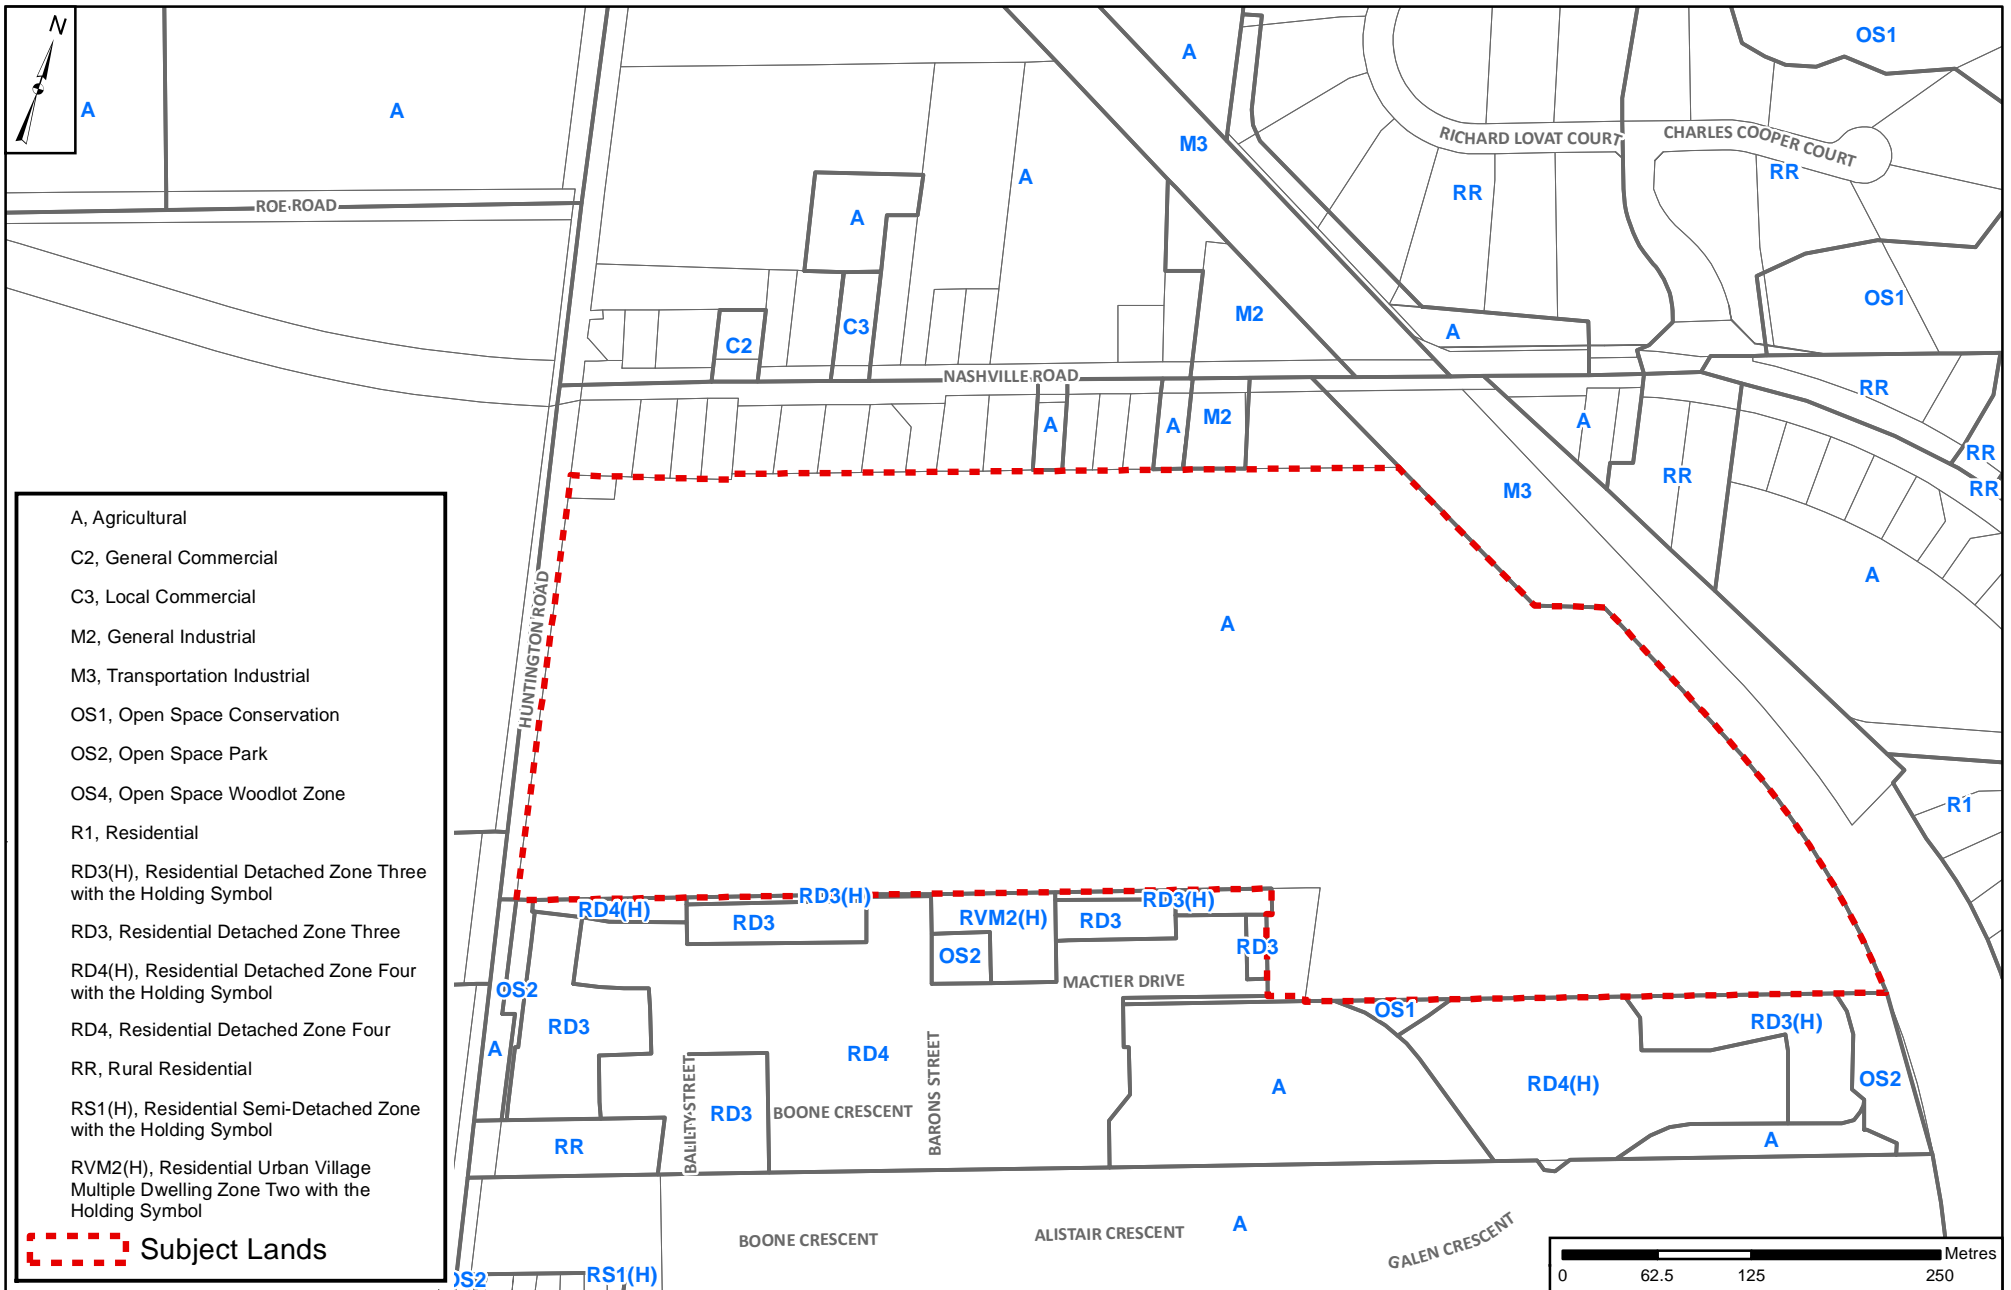 N
OS1
A
A
A
M3
RICHARD LOVAT COURT
CHARLES COOPER COURT
A
RR
RR
ROE ROAD
A
OS1
M2
C3
A
C2
NASHVILLE ROAD
RR
A
A
M2
A
RR
RR
RR
M3
A, Agricultural
C2, General Commercial
C3, Local Commercial
M2, General Industrial
M3, Transportation Industrial
OS1, Open Space Conservation
OS2, Open Space Park
OS4, Open Space Woodlot Zone
R1, Residential
RD3(H), Residential Detached Zone Three
with the Holding Symbol
RD3, Residential Detached Zone Three
RD4(H), Residential Detached Zone Four
with the Holding Symbol
RD4, Residential Detached Zone Four
RR, Rural Residential
RS1(H), Residential Semi-Detached Zone
with the Holding Symbol
RVM2(H), Residential Urban Village
Multiple Dwelling Zone Two with the
Holding Symbol
Subject Lands
HUNTINGTON ROAD
A
A
R1
RD3(H)
RD3(H)
RD4(H)
RD3
RVM2(H)
RD3
RD3
OS2
MACTIER DRIVE
OS2
OS1
RD3
RD3(H)
A
RD4
A
RD4(H)
OS2
BALILTY STREET
RD3
BOONE CRESCENT
BARONS STREET
RR
A
BOONE CRESCENT
ALISTAIR CRESCENT
A
GALEN CRESCENT
OS2
RS1(H)
Metres
0
62.5
125
250